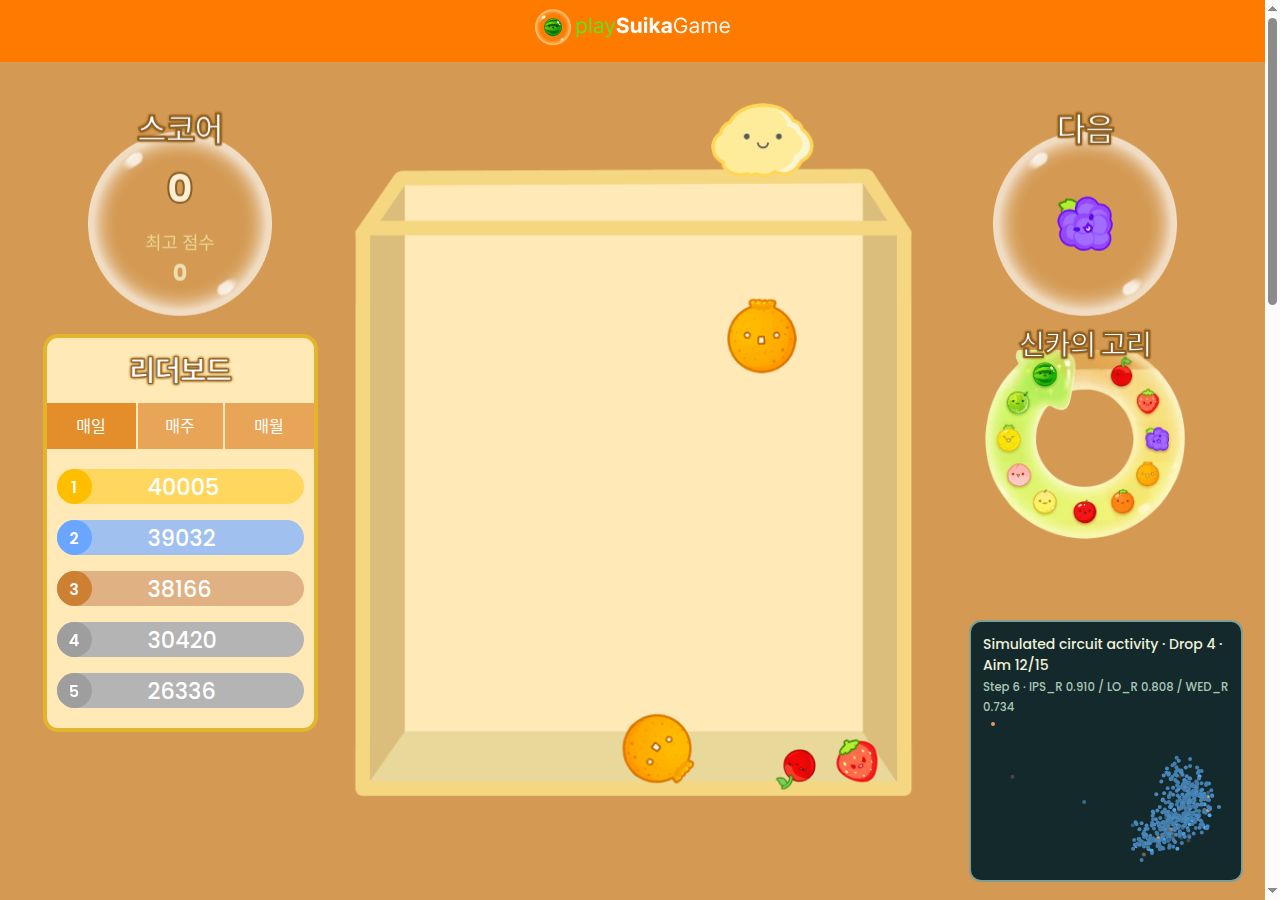 playSuikaGame
스코어
0
최고 점수
0
다음
신카의 고리
리더보드
매일
매주
매월
1
40005
2
39032
3
38166
4
30420
5
26336
Simulated circuit activity · Drop 4 ·
Aim 12/15
Step 6 · IPS_R 0.910 / LO_R 0.808 / WED_R
0.734